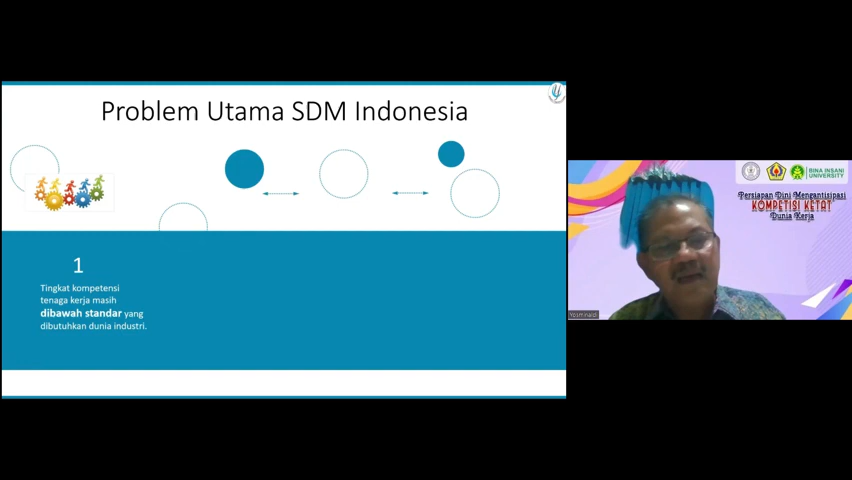 Problem Utama SDM Indonesia
1
Tingkat kompetensi
tenaga kerja masih
dibawah standar yang
dibutuhkan dunia industri.
BINA INSANI
UNIVERSITY
Persiapan Dini Mengantisipasi
KOMPETISI KETAT
Dunia Kerja
Yosminaldi